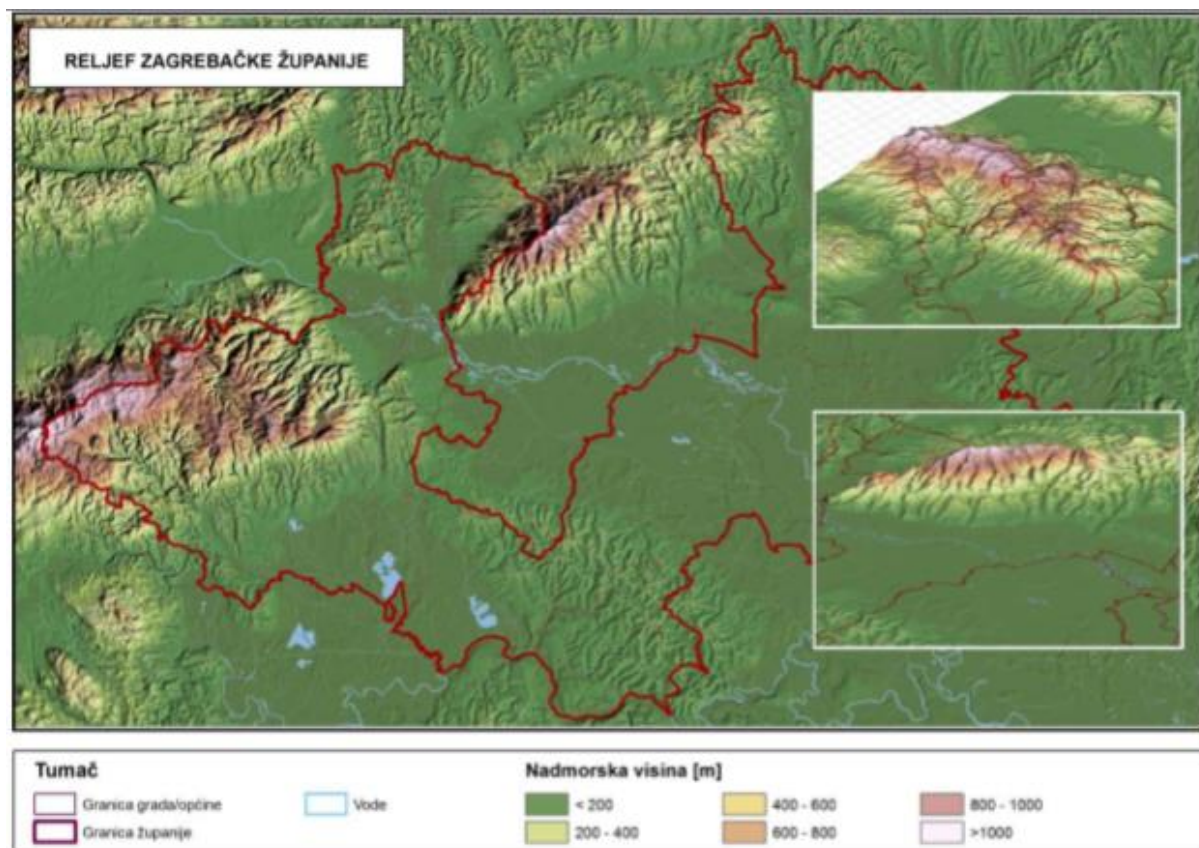 RELJEF ZAGREBAČKE ŽUPANIJE
Tumač
Granica grada/općine
Vode
Granica županije
Nadmorska visina [m]
< 200
400 - 600
800 - 1000
200 - 400
600 - 800
>1000